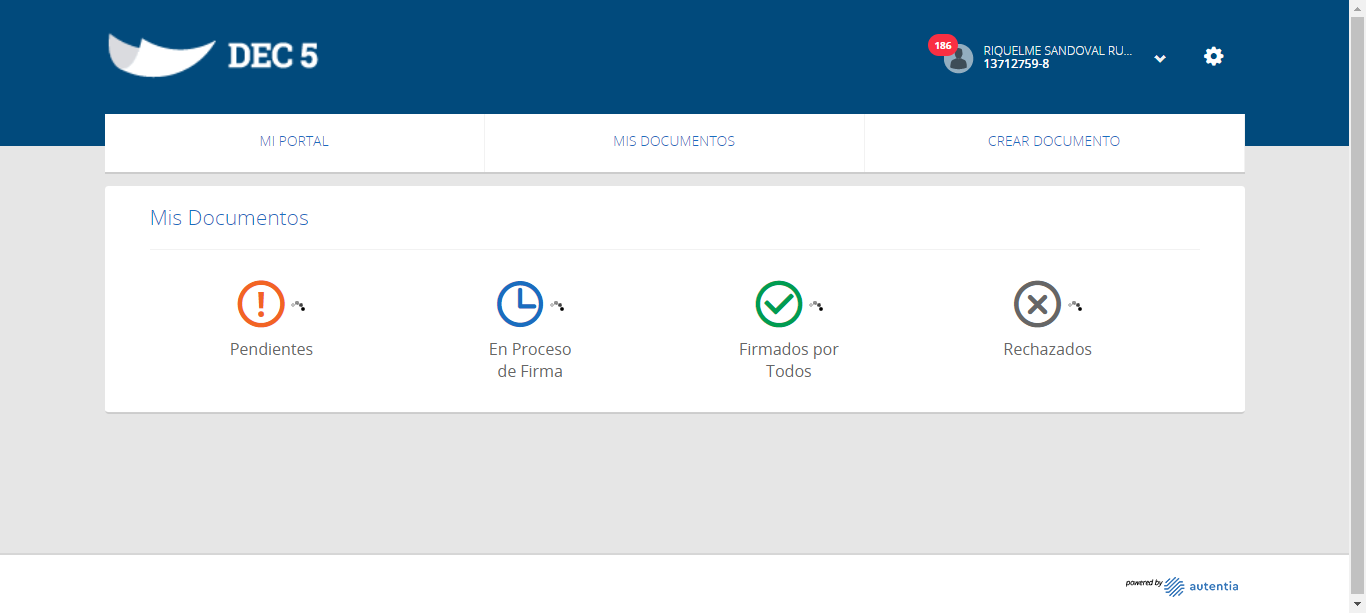 DEC 5
186
RIQUELME SANDOVAL RU...
13712759-8
MI PORTAL
MIS DOCUMENTOS
CREAR DOCUMENTO
Mis Documentos
Pendientes
En Proceso
de Firma
Firmados por
Todos
Rechazados
powered by
autentia